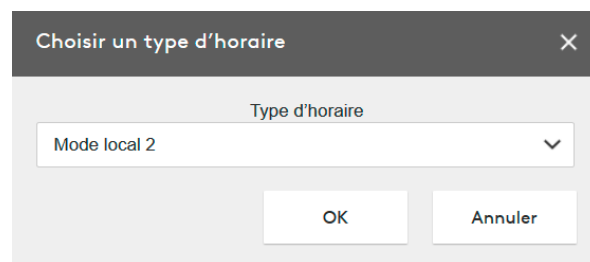 Choisir un type d'horaire
Type d'horaire
Mode local 2
OK
Annuler